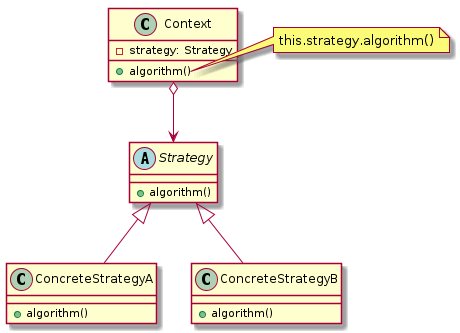 C Context
strategy: Strategy
algorithm()
this.strategy.algorithm()
A Strategy
algorithm()
C ConcreteStrategyA
algorithm()
C ConcreteStrategyB
algorithm()